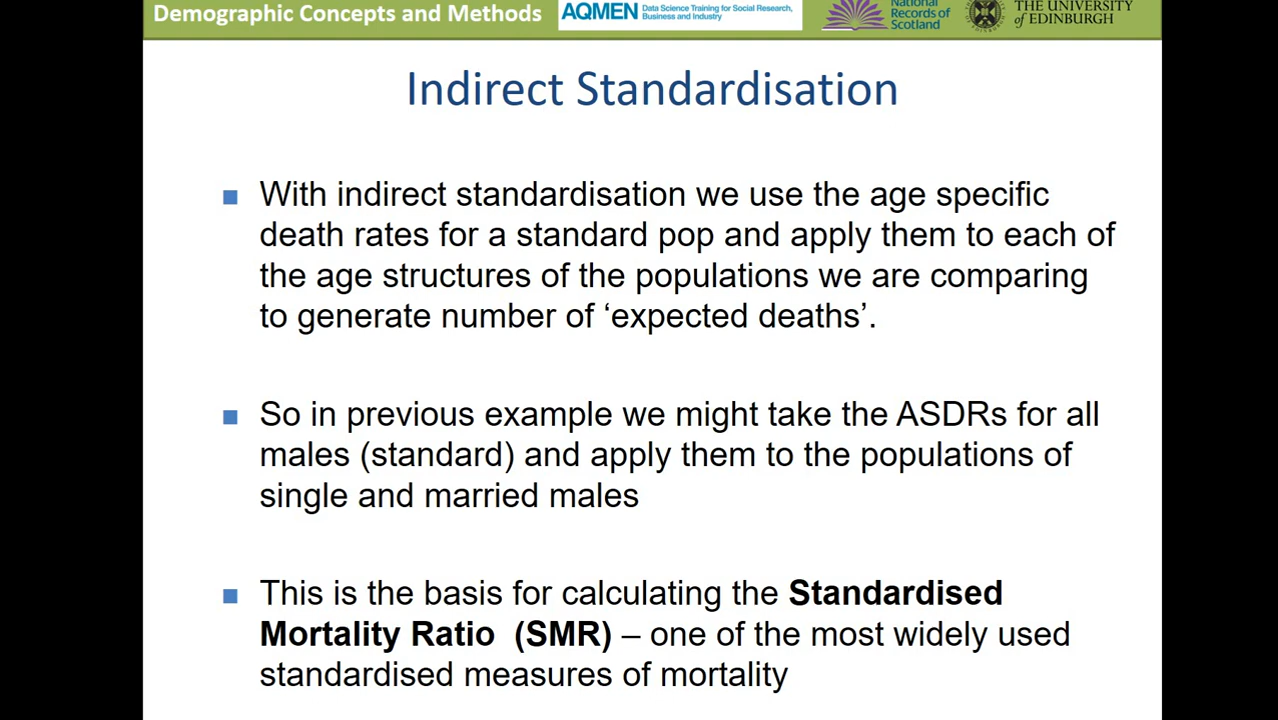 Demographic Concepts and Methods
AQMEN
Data Science Training for Social Research,
Business and Industry
National
Records of
Scotland
THE UNIVERSITY
of EDINBURGH
Indirect Standardisation
With indirect standardisation we use the age specific
death rates for a standard pop and apply them to each of
the age structures of the populations we are comparing
to generate number of ‘expected deaths’.
So in previous example we might take the ASDRs for all
males (standard) and apply them to the populations of
single and married males
This is the basis for calculating the Standardised
Mortality Ratio (SMR) – one of the most widely used
standardised measures of mortality